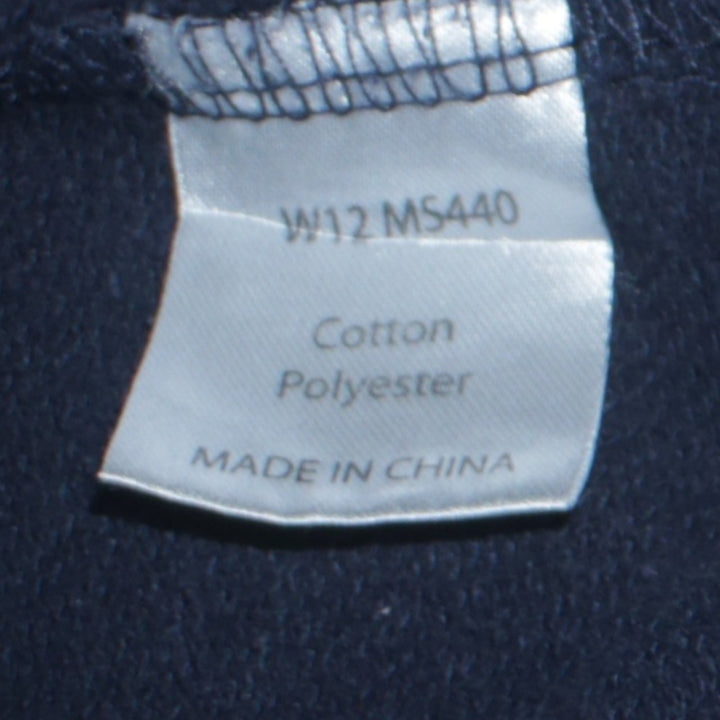 W12 MS440
Cotton
Polyester
MADE IN CHINA